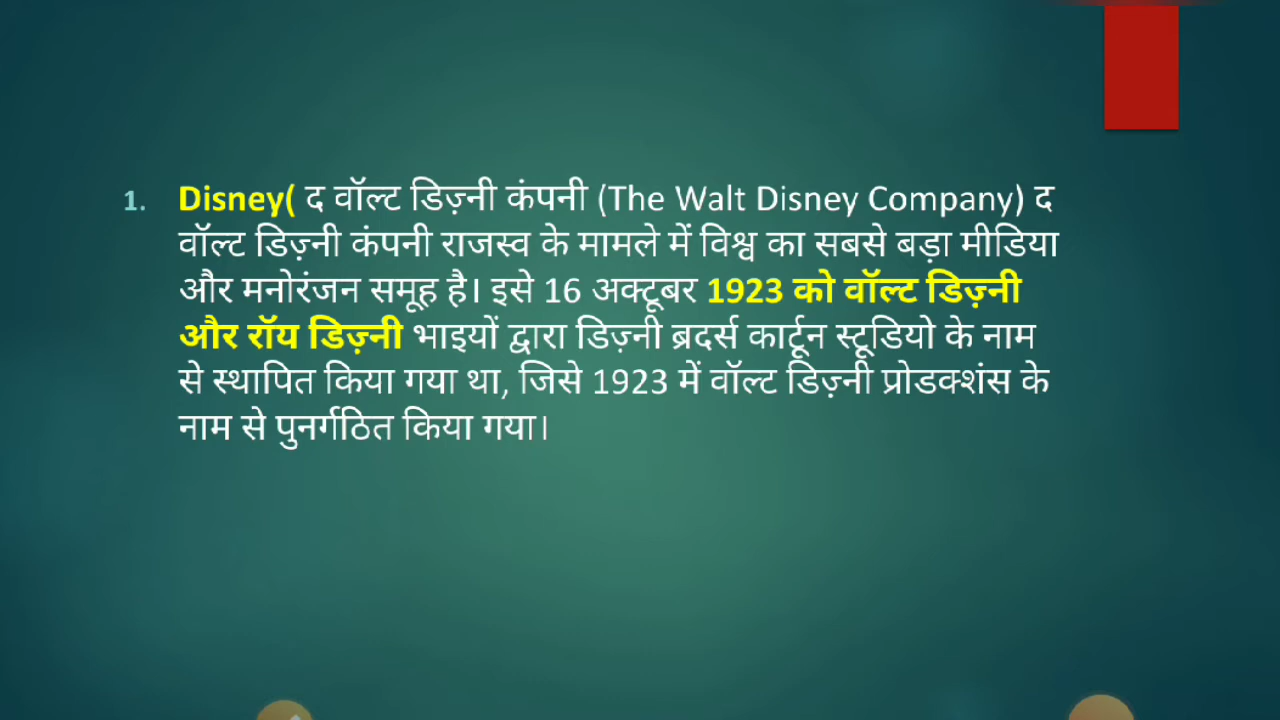 1. Disney( द वॉल्ट डिज़्नी कंपनी (The Walt Disney Company) द
वॉल्ट डिज़्नी कंपनी राजस्व के मामले में विश्व का सबसे बड़ा मीडिया
और मनोरंजन समूह है। इसे 16 अक्टूबर 1923 को वॉल्ट डिज़्नी
और रॉय डिज़्नी भाइयों द्वारा डिज़्नी ब्रदर्स कार्टून स्टूडियो के नाम
से स्थापित किया गया था, जिसे 1923 में वॉल्ट डिज़्नी प्रोडक्शंस के
नाम से पुनर्गठित किया गया।